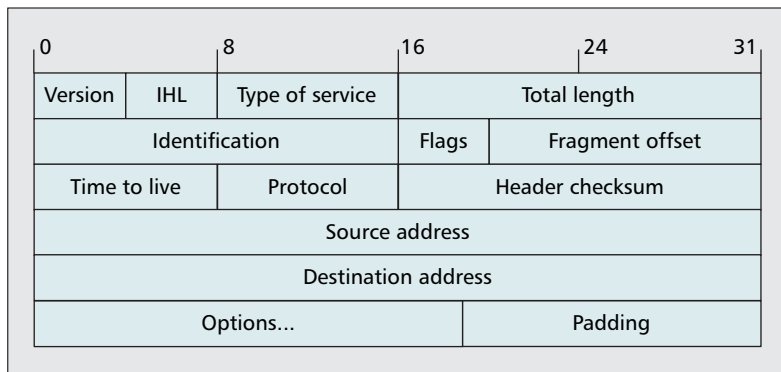 0 8 16 24 31
Version IHL Type of service Total length
Identification Flags Fragment offset
Time to live Protocol Header checksum
Source address
Destination address
Options... Padding